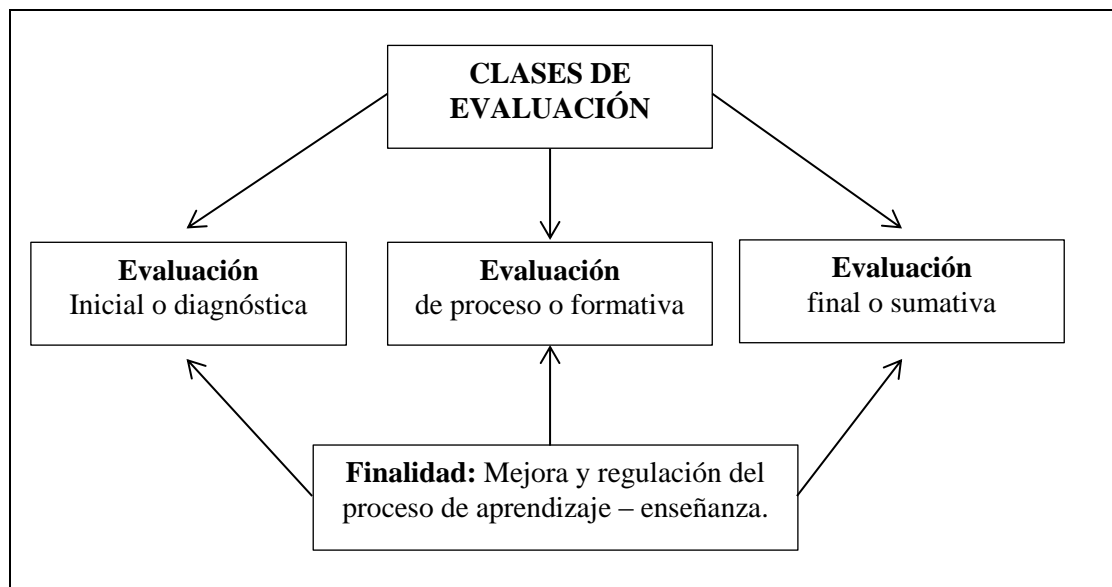 CLASES DE
EVALUACIÓN
Evaluación
Inicial o diagnóstica
Evaluación
de proceso o formativa
Evaluación
final o sumativa
Finalidad: Mejora y regulación del
proceso de aprendizaje – enseñanza.